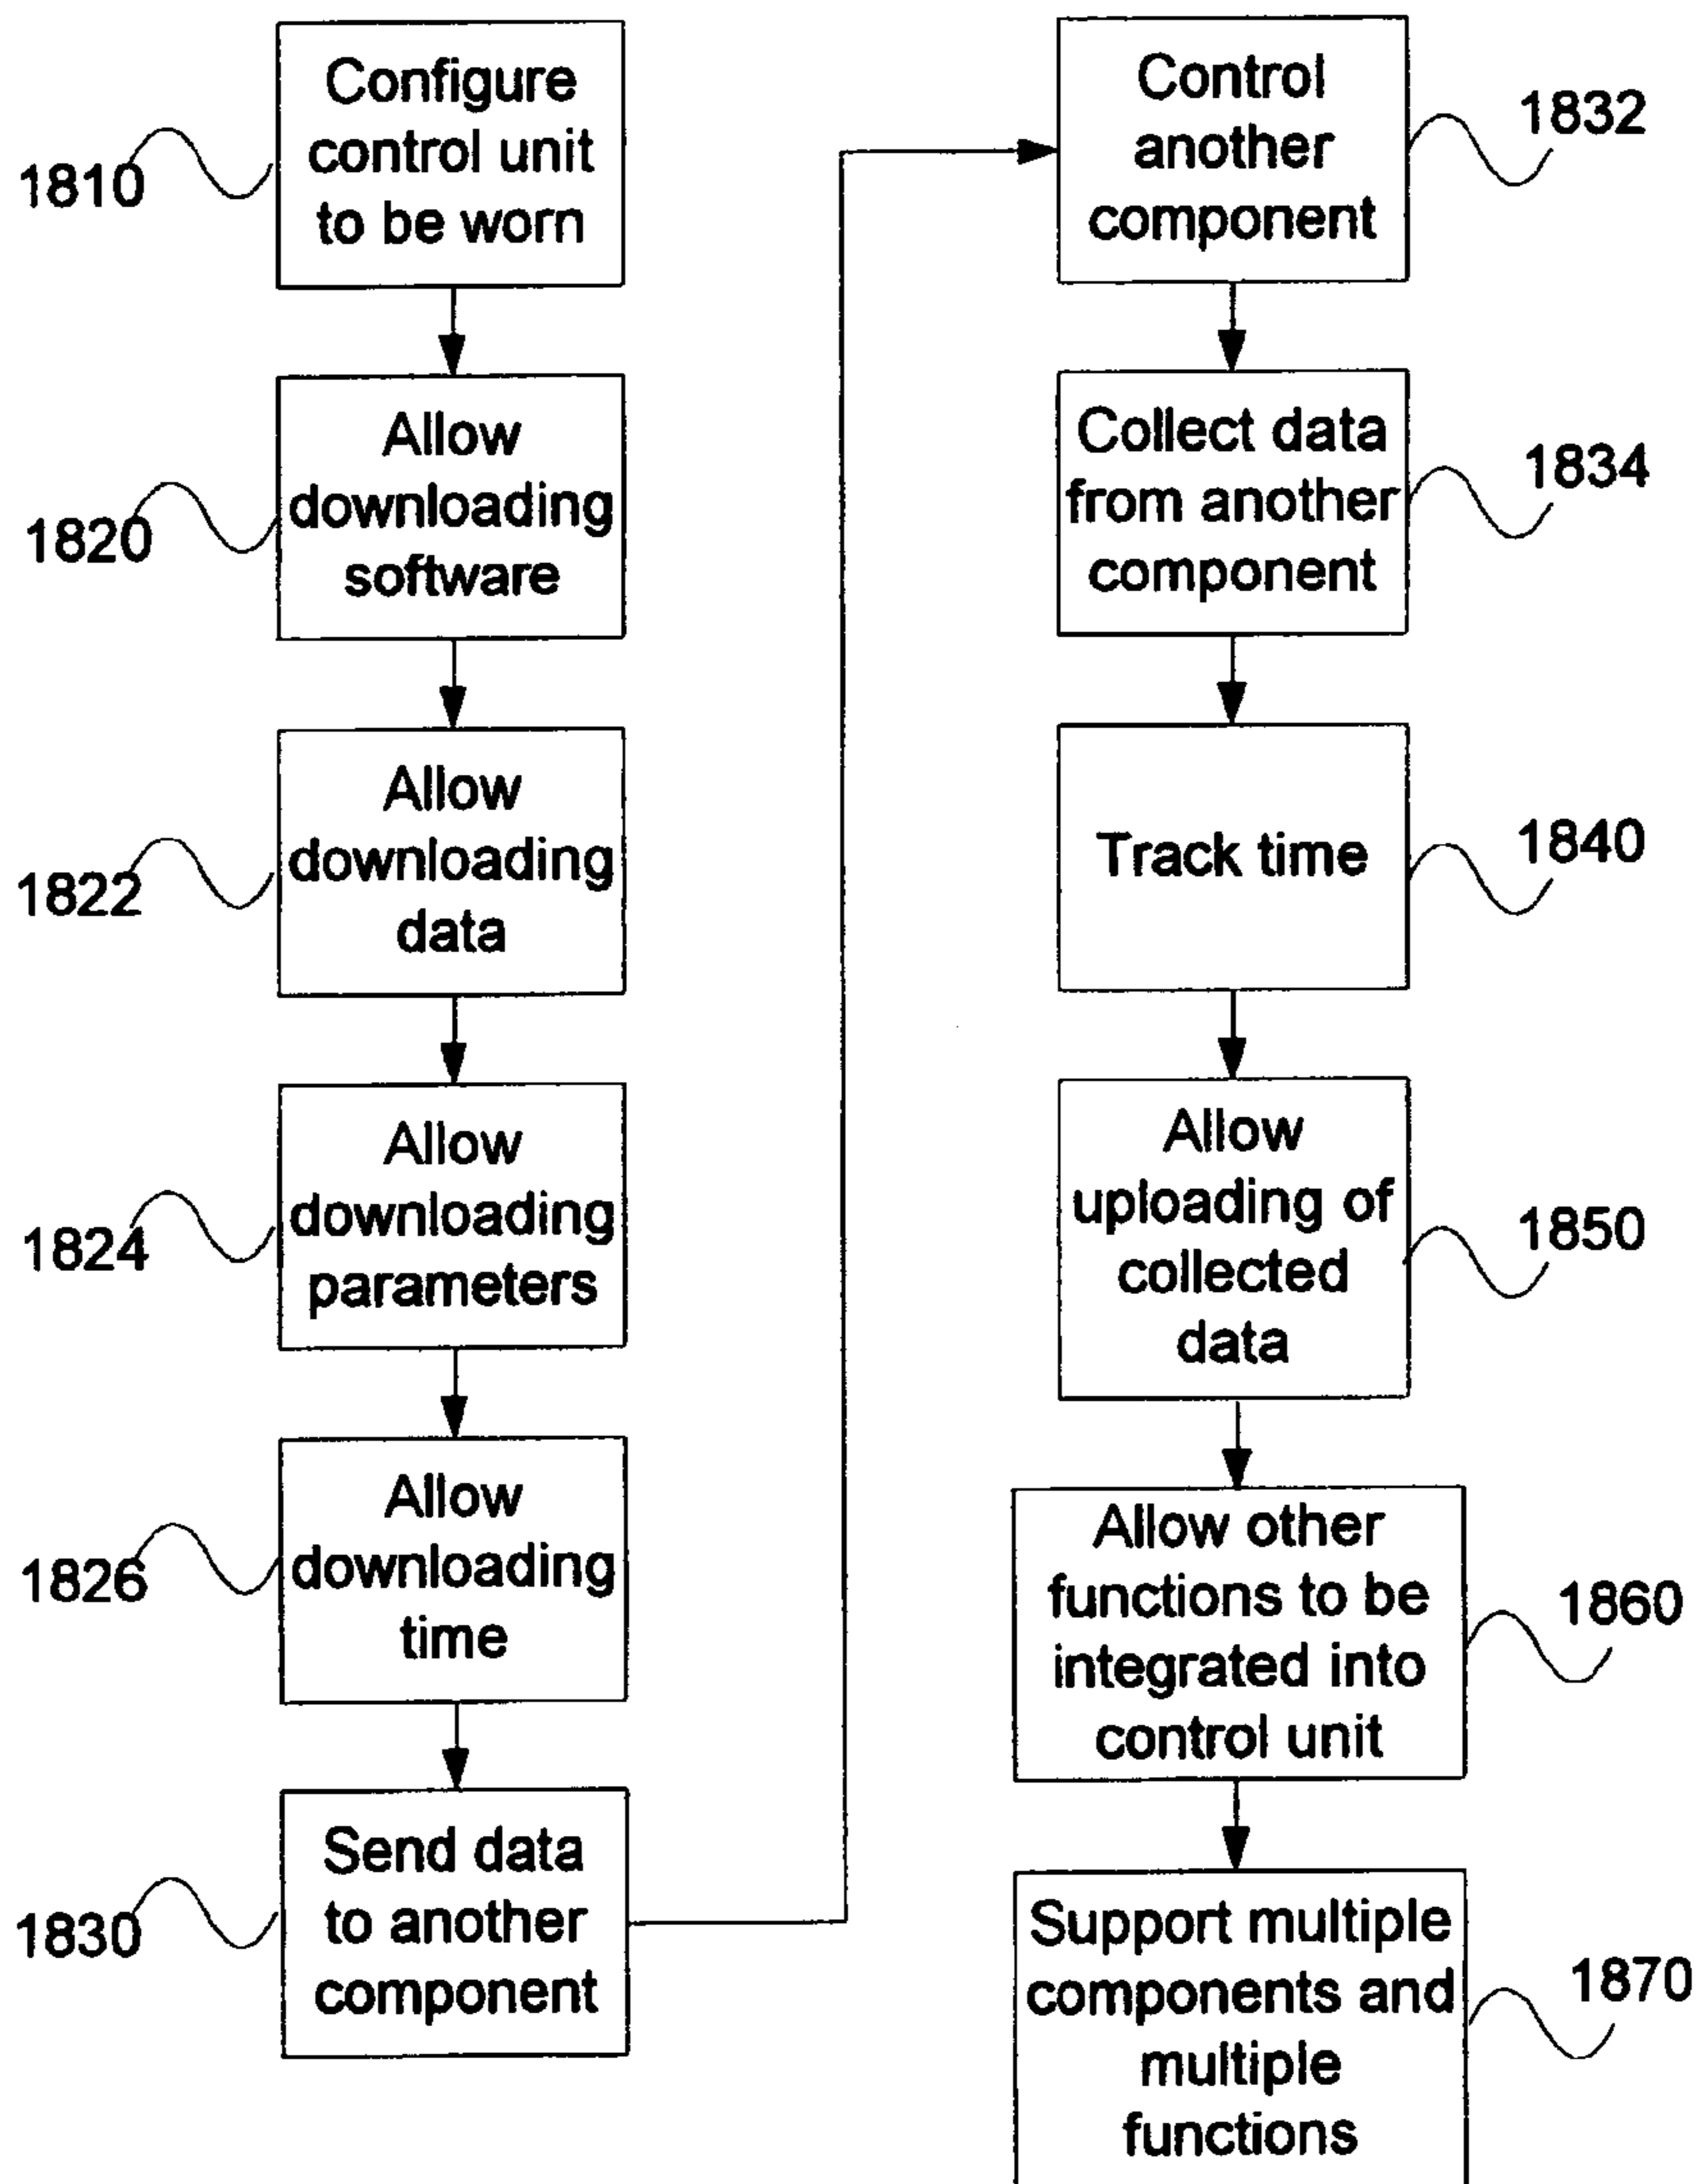 Configure
control unit
to be worn
1810
Allow
downloading
software
1820
Allow
downloading
data
1822
Allow
downloading
parameters
1824
Allow
downloading
time
1826
Send data
to another
component
1830
Control
another
component
1832
Collect data
from another
component
1834
Track time
1840
Allow
uploading of
collected
data
1850
Allow other
functions to be
integrated into
control unit
1860
Support multiple
components and
multiple
functions
1870